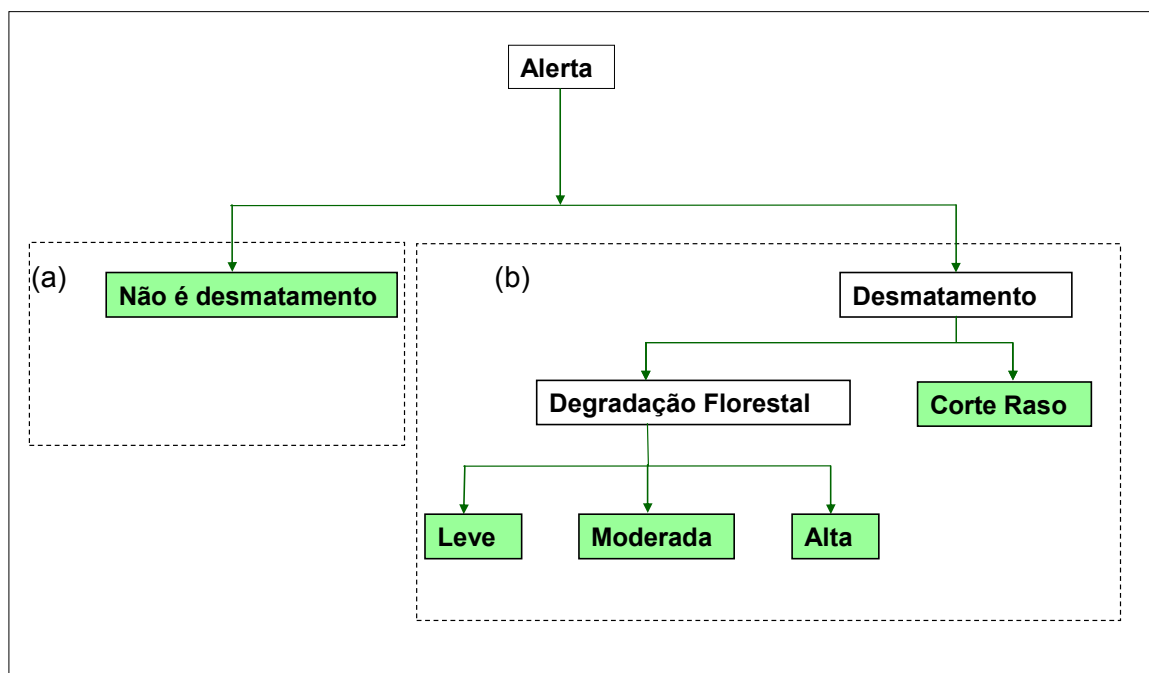 Alerta
(a)
Não é desmatamento
(b)
Desmatamento
Degradação Florestal
Corte Raso
Leve
Moderada
Alta